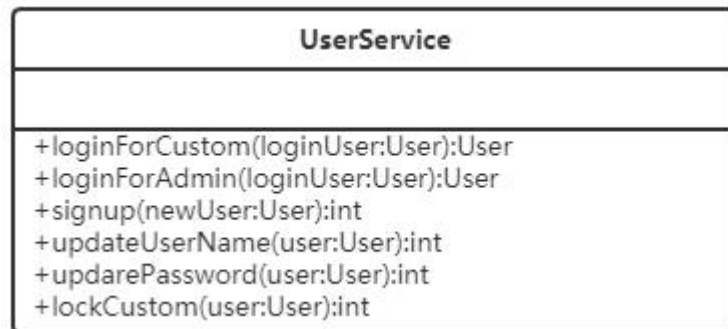 UserService
+loginForCustom(loginUser:User):User
+loginForAdmin(loginUser:User):User
+signup(newUser:User):int
+updateUserName(user:User):int
+updarePassword(user:User):int
+lockCustom(user:User):int